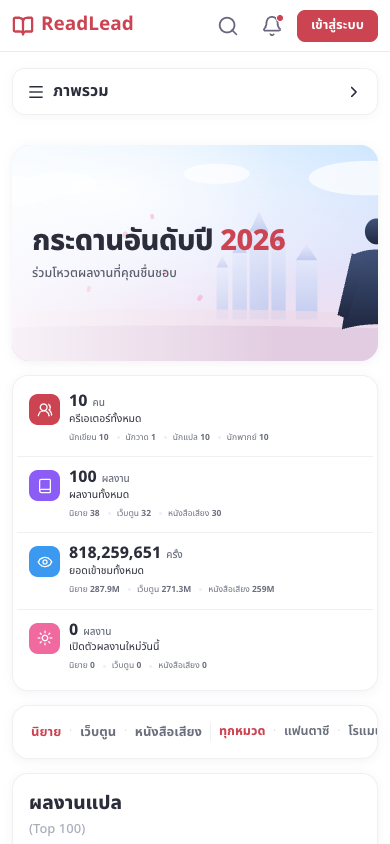 ReadLead
เข้าสู่ระบบ
ภาพรวม
กระดานอันดับปี 2026
ร่วมโหวตผลงานที่คุณชื่นชอบ
10 คน
ครีเอเตอร์ทั้งหมด
นักเขียน 10 นักวาด 1 นักแปล 10 นักพากย์ 10
100 ผลงาน
ผลงานทั้งหมด
นิยาย 38 เว็บตูน 32 หนังสือเสียง 30
818,259,651 ครั้ง
ยอดเข้าชมทั้งหมด
นิยาย 287.9M เว็บตูน 271.3M หนังสือเสียง 259M
0 ผลงาน
เปิดตัวผลงานใหม่วันนี้
นิยาย 0 เว็บตูน 0 หนังสือเสียง 0
นิยาย เว็บตูน หนังสือเสียง ทุกหมวด แฟนตาซี
ผลงานแปล
(Top 100)